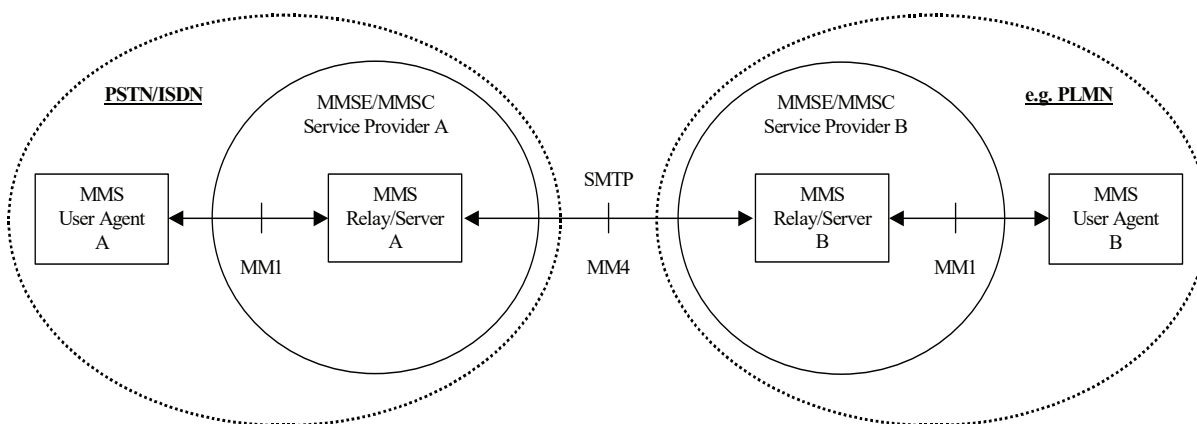 PSTN/ISDN
MMSE/MMSC
Service Provider A
MMS
User Agent
A
MM1
MMS
Relay/Server
A
SMTP
MM4
MMSE/MMSC
Service Provider B
e.g. PLMN
MMS
Relay/Server
B
MM1
MMS
User Agent
B